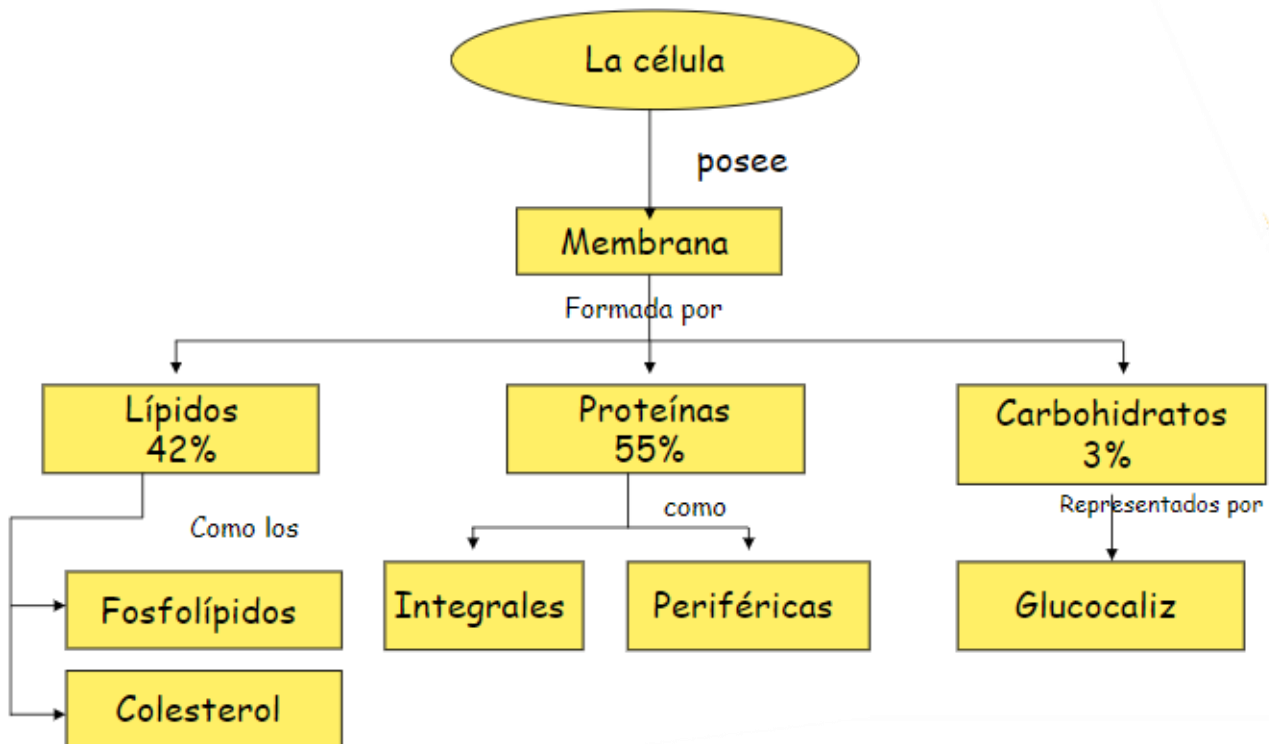 La célula
posee
Membrana
Formada por
Lípidos
42%
Proteínas
55%
Carbohidratos
3%
Como los
como
Representados por
Fosfolípidos
Integrales
Periféricas
Glucocaliz
Colesterol